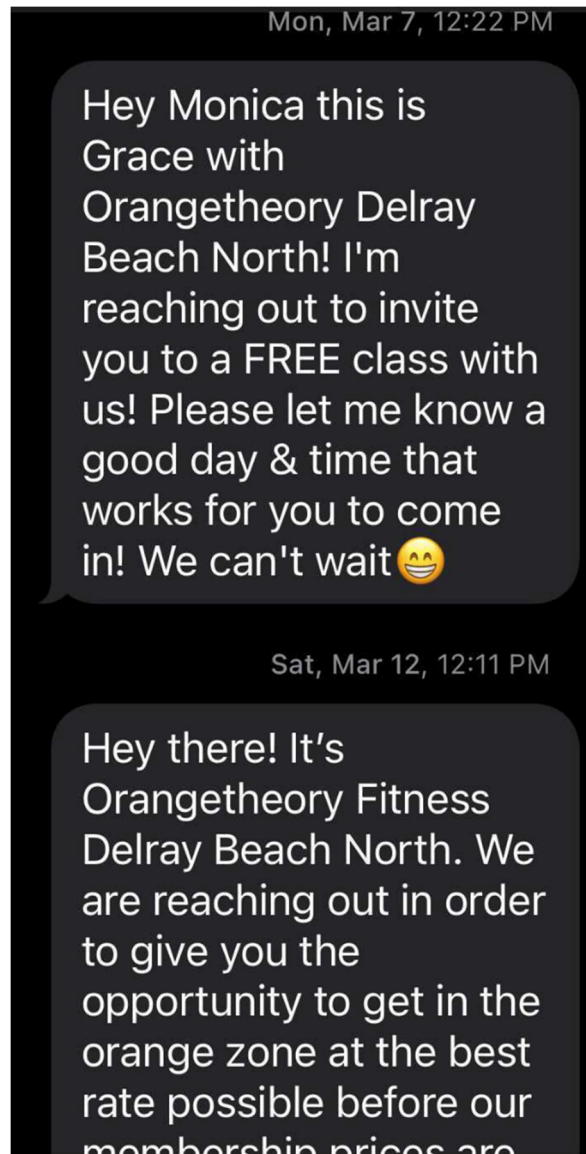 Mon, Mar 7, 12:22 PM
Hey Monica this is
Grace with
Orangetheory Delray
Beach North! I'm
reaching out to invite
you to a FREE class with
us! Please let me know a
good day & time that
works for you to come
in! We can't wait😁
Sat, Mar 12, 12:11 PM
Hey there! It’s
Orangetheory Fitness
Delray Beach North. We
are reaching out in order
to give you the
opportunity to get in the
orange zone at the best
rate possible before our
membership prices are